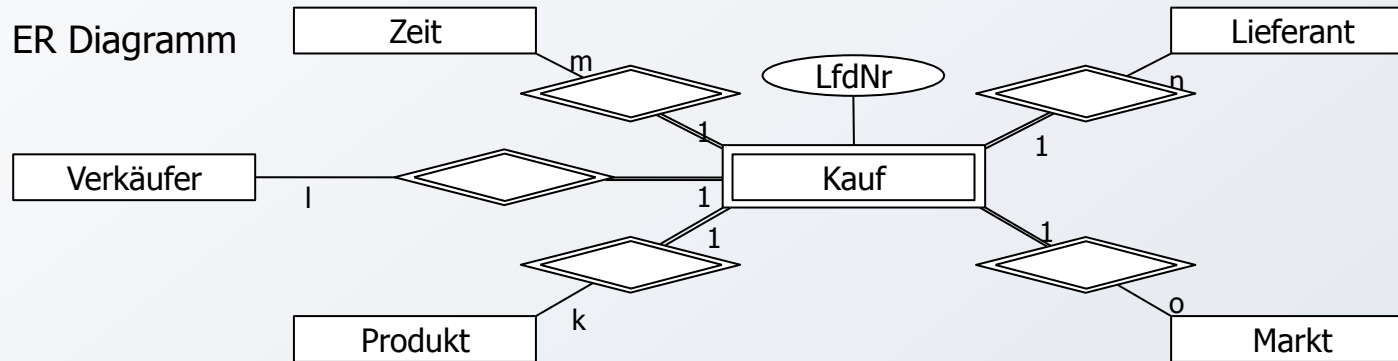 ER Diagramm
Zeit
Lieferant
m
LfdNr
n
1
1
Verkäufer
Kauf
l
1
1
1
k
o
Produkt
Markt